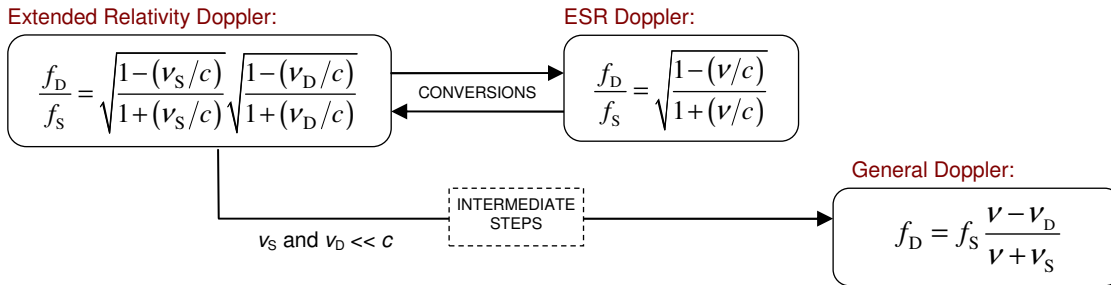 Extended Relativity Doppler:
ESR Doppler:
f_D/f_S = √((1−(v_S/c))/(1+(v_S/c))) √((1−(v_D/c))/(1+(v_D/c)))
CONVERSIONS
f_D/f_S = √((1−(v/c))/(1+(v/c)))
General Doppler:
INTERMEDIATE
STEPS
v_S and v_D << c
f_D = f_S (v − v_D)/(v + v_S)